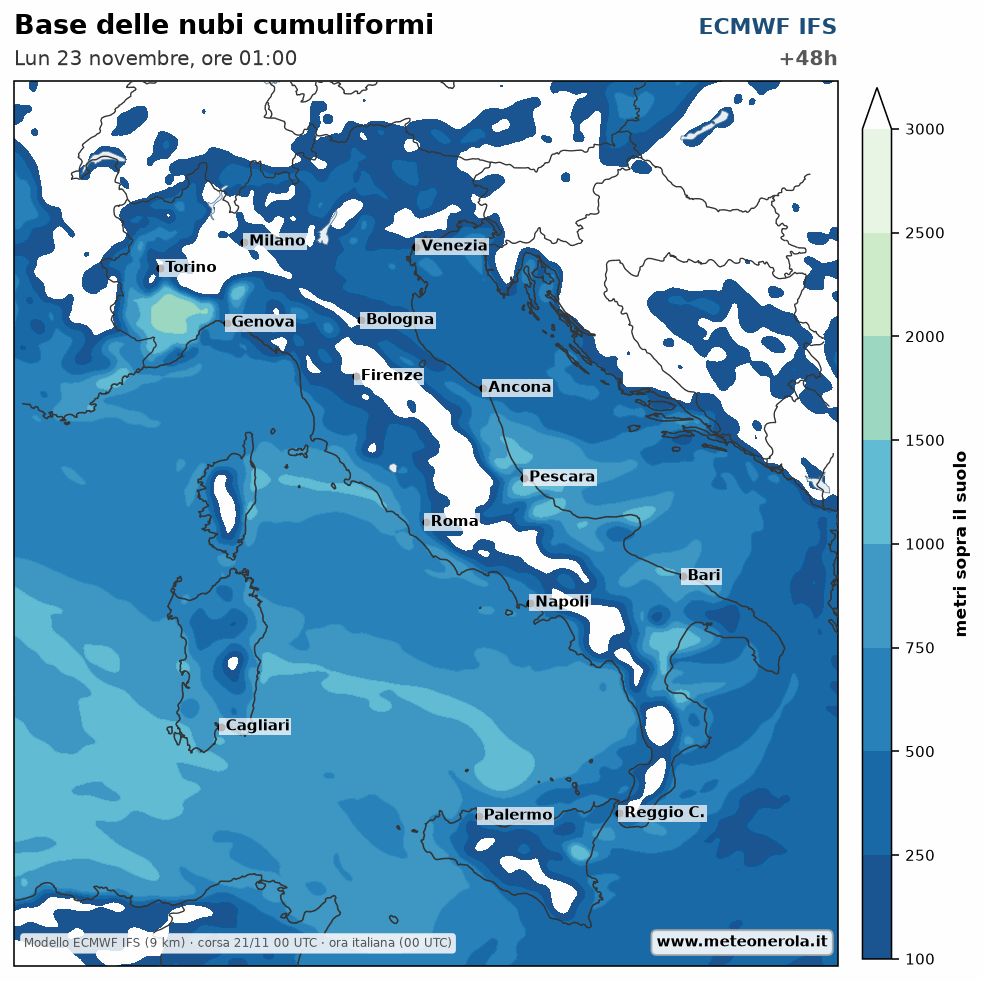 Base delle nubi cumuliformi
ECMWF IFS
Lun 23 novembre, ore 01:00
+48h
Milano
Venezia
Torino
Genova
Bologna
Firenze
Ancona
Pescara
Roma
Bari
Napoli
Cagliari
Palermo
Reggio C.
3000
2500
2000
1500
1000
750
500
250
100
metri sopra il suolo
Modello ECMWF IFS (9 km) · corsa 21/11 00 UTC · ora italiana (00 UTC)
www.meteonerola.it